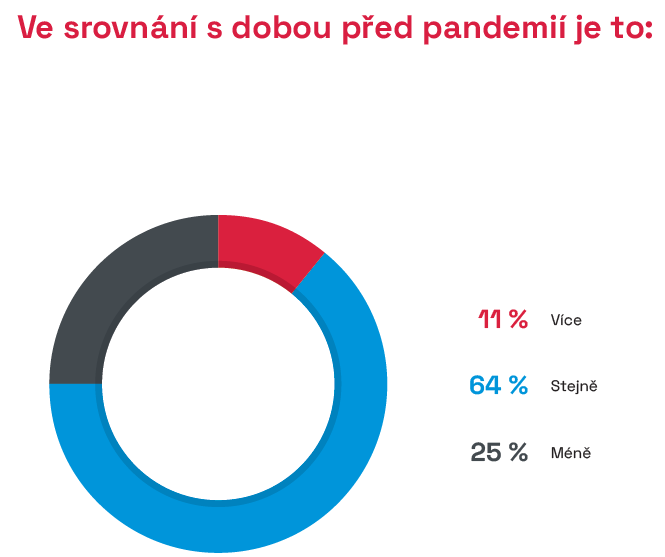 Ve srovnání s dobou před pandemií je to:
11 % Více
64 % Stejně
25 % Méně